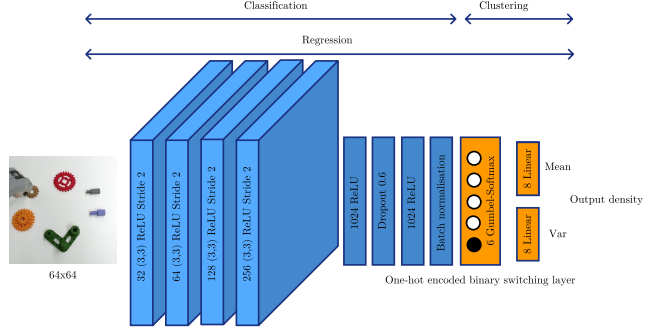 Classification
Clustering
Regression
32 (3,3) ReLU Stride 2
64 (3,3) ReLU Stride 2
128 (3,3) ReLU Stride 2
256 (3,3) ReLU Stride 2
1024 ReLU
Dropout 0.6
1024 ReLU
Batch normalisation
6 Gumbel-Softmax
8 Linear
Mean
8 Linear
Var
Output density
64x64
One-hot encoded binary switching layer